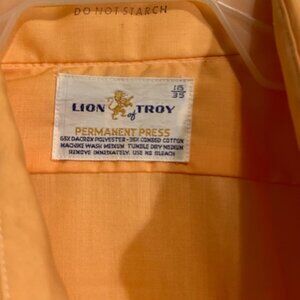 DO NOT STARCH
LION of TROY
16
35
PERMANENT PRESS
65% DACRON POLYESTER-35% COMBED COTTON
MACHINE WASH MEDIUM TUMBLE DRY MEDIUM
REMOVE IMMEDIATELY. USE NO BLEACH